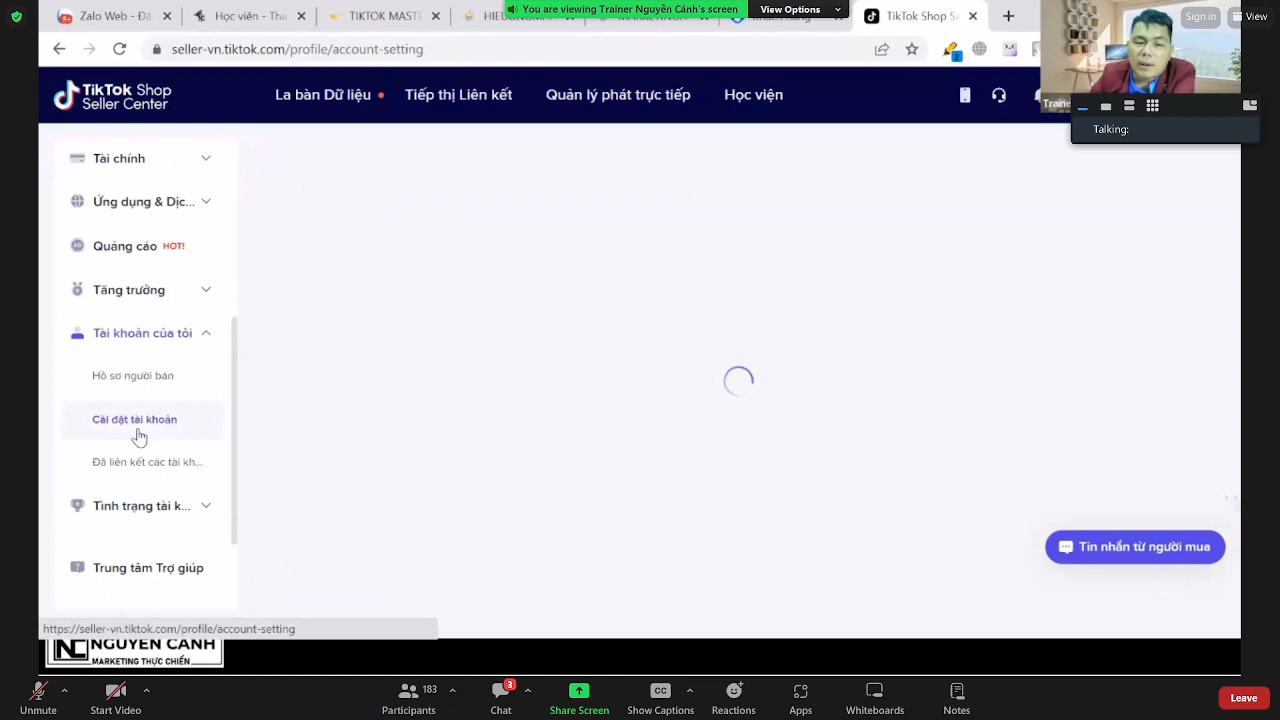 Zalo Web - Đă
Học viên - Tha
TIKTOK MAST
You are viewing Trainer Nguyễn Cảnh's screen
View Options
TikTok Shop S
Sign in
View
seller-vn.tiktok.com/profile/account-setting
2
TikTok Shop
Seller Center
La bàn Dữ liệu
Tiếp thị Liên kết
Quản lý phát trực tiếp
Học viện
Traine
Talking:
Tài chính
Ứng dụng & Dịc...
Quảng cáo HOT!
Tăng trưởng
Tài khoản của tôi
Hồ sơ người bán
Cài đặt tài khoản
Đã liên kết các tài kh...
Tình trạng tài k...
Trung tâm Trợ giúp
Tin nhắn từ người mua
https://seller-vn.tiktok.com/profile/account-setting
NC NGUYEN CANH
MARKETING THỰC CHIẾN
Unmute
Start Video
Participants
183
Chat
3
Share Screen
CC
Show Captions
Reactions
Apps
Whiteboards
Notes
Leave